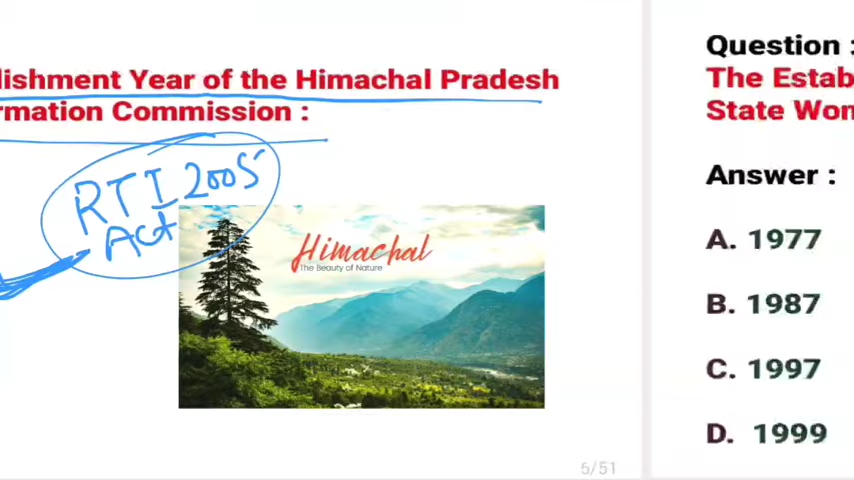 lishment Year of the Himachal Pradesh
rmation Commission :
RTI 2005
Act
Himachal
The Beauty of Nature
5/51
Question :
The Estab
State Wom
Answer :
A. 1977
B. 1987
C. 1997
D. 1999